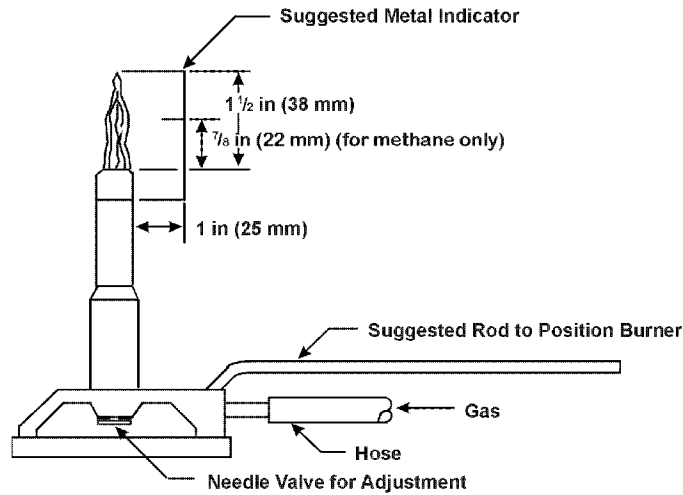 Suggested Metal Indicator
1 1/2 in (38 mm)
7/8 in (22 mm) (for methane only)
1 in (25 mm)
Suggested Rod to Position Burner
Gas
Hose
Needle Valve for Adjustment